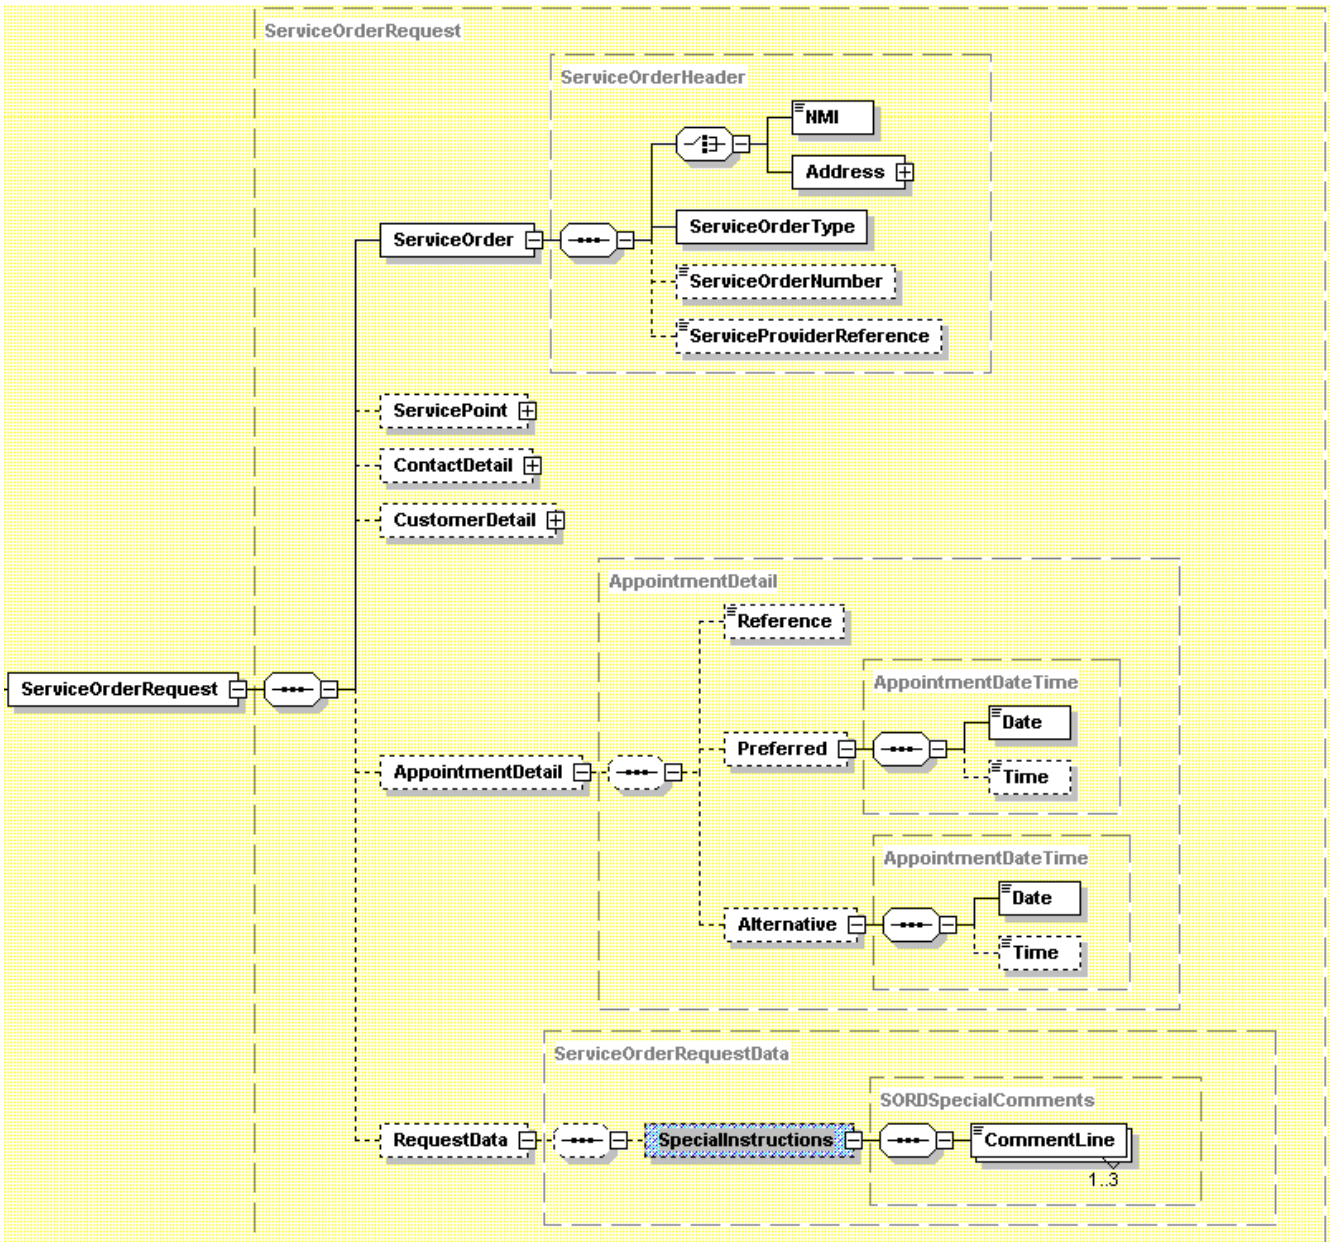 ServiceOrderRequest
ServiceOrderHeader
NMI
Address
ServiceOrderType
ServiceOrder
ServiceOrderNumber
ServiceProviderReference
ServicePoint
ContactDetail
CustomerDetail
AppointmentDetail
Reference
AppointmentDateTime
ServiceOrderRequest
Date
Preferred
AppointmentDetail
Time
AppointmentDateTime
Date
Alternative
Time
ServiceOrderRequestData
SORDSpecialComments
RequestData
SpecialInstructions
CommentLine
1..3